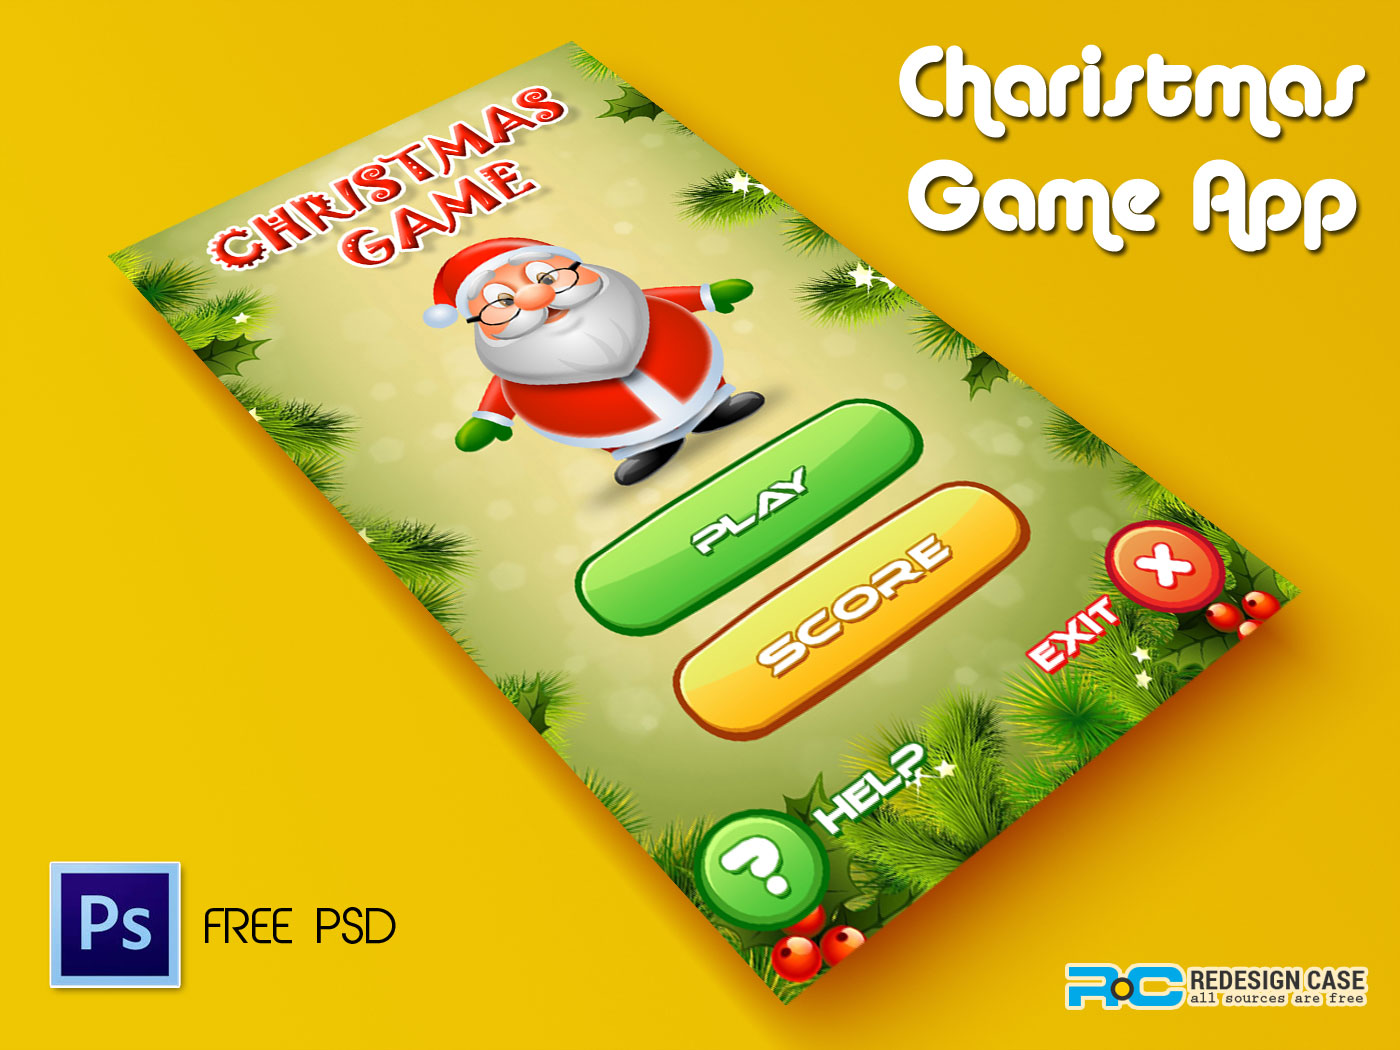 Charistmas
Game App
CHRISTMAS
GAME
PLAY
SCORE
EXIT
HELP
?
Ps
FREE PSD
RC
REDESIGN CASE
all sources are free